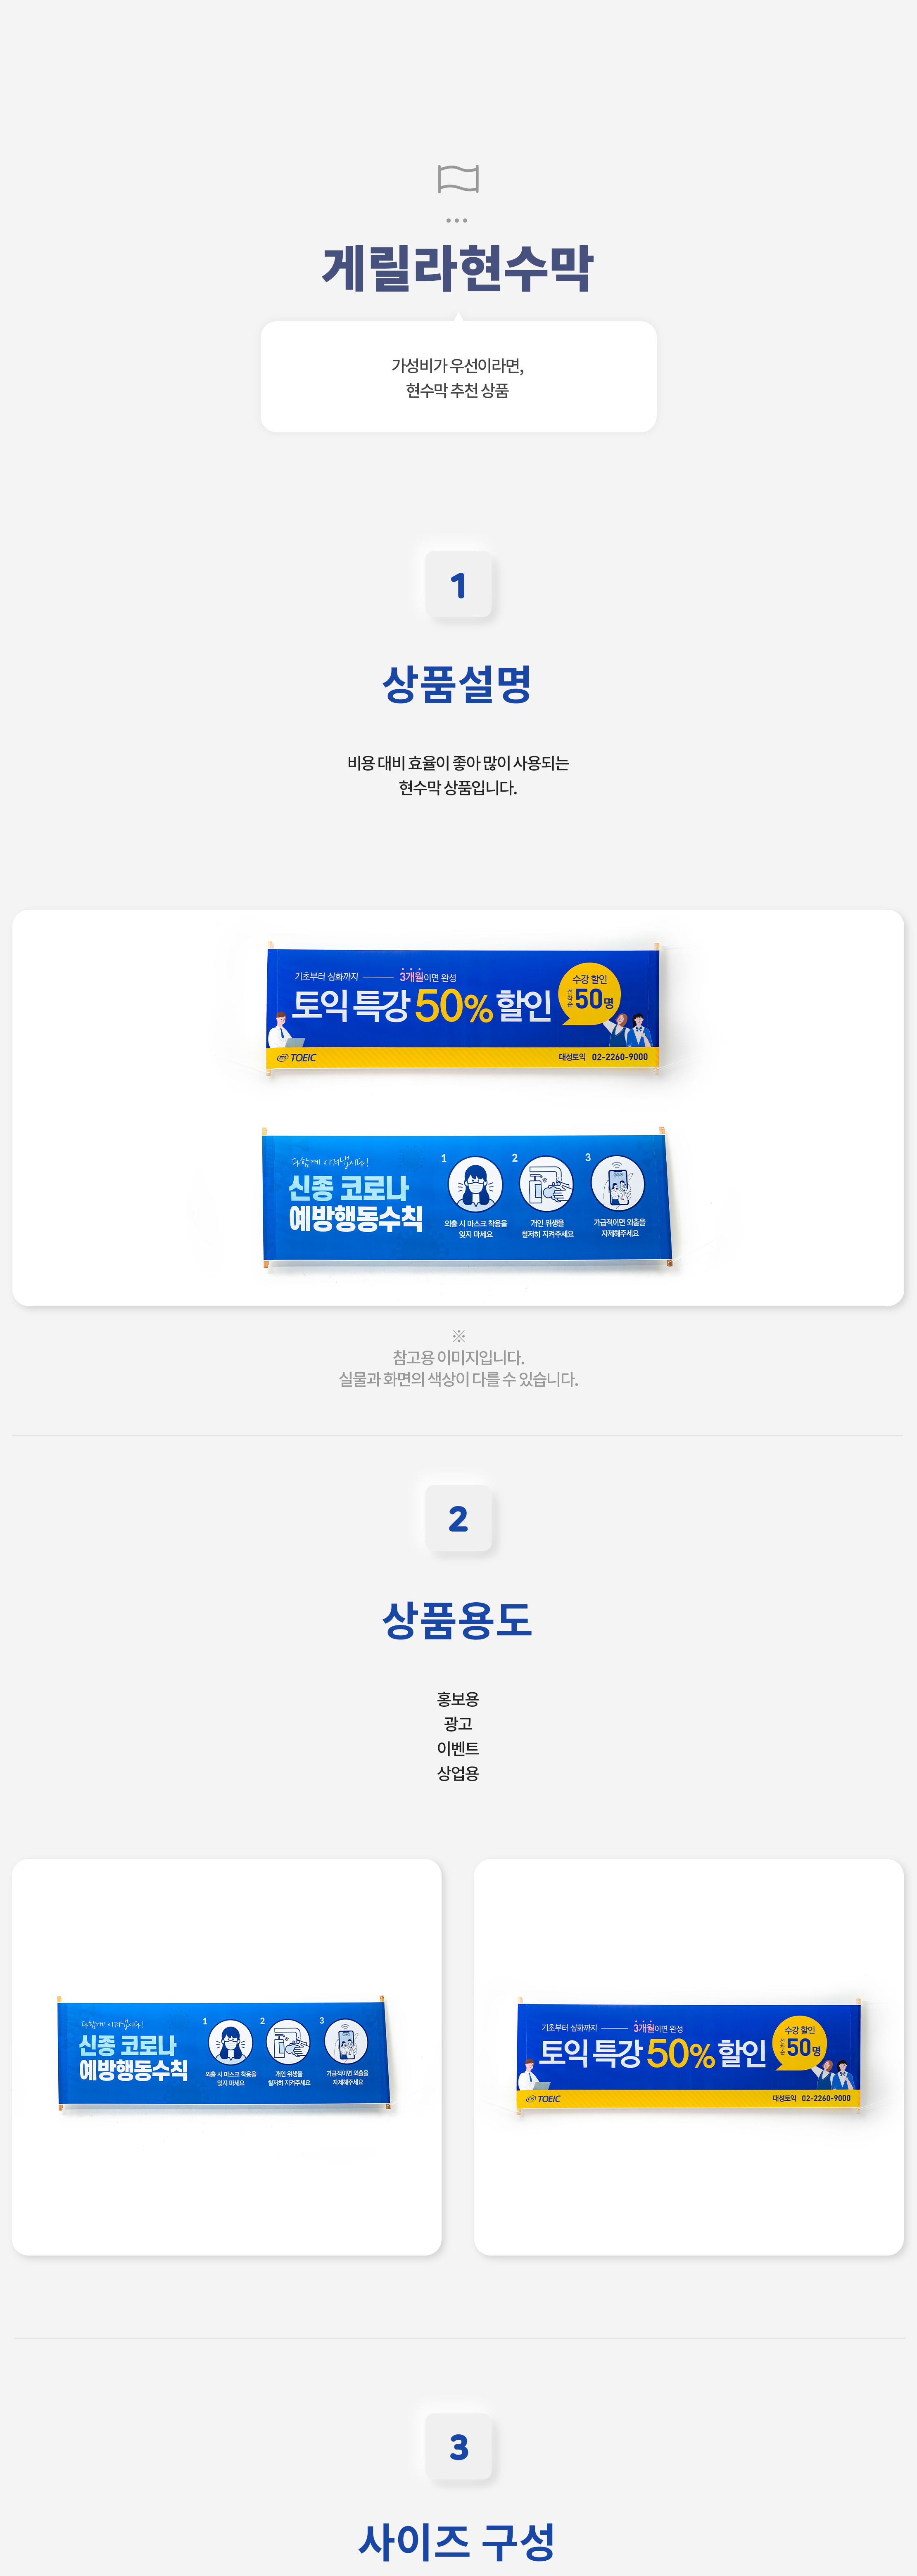 게릴라현수막
가성비가 우선이라면,
현수막 추천 상품
1
상품설명
비용 대비 효율이 좋아 많이 사용되는
현수막 상품입니다.
기초부터 심화까지 3개월이면 완성
토익 특강 50% 할인
수강 할인
선착순 50명
TOEIC
대성토익 02-2260-9000
다함께 이겨냅시다!
신종 코로나
예방행동수칙
1
외출 시 마스크 착용을
잊지 마세요
2
개인 위생을
철저히 지켜주세요
3
가급적이면 외출을
자제해주세요
※
참고용 이미지입니다.
실물과 화면의 색상이 다를 수 있습니다.
2
상품용도
홍보용
광고
이벤트
상업용
다함께 이겨냅시다!
신종 코로나
예방행동수칙
1
외출 시 마스크 착용을
잊지 마세요
2
개인 위생을
철저히 지켜주세요
3
가급적이면 외출을
자제해주세요
기초부터 심화까지 3개월이면 완성
토익 특강 50% 할인
수강 할인
선착순 50명
TOEIC
대성토익 02-2260-9000
3
사이즈 구성